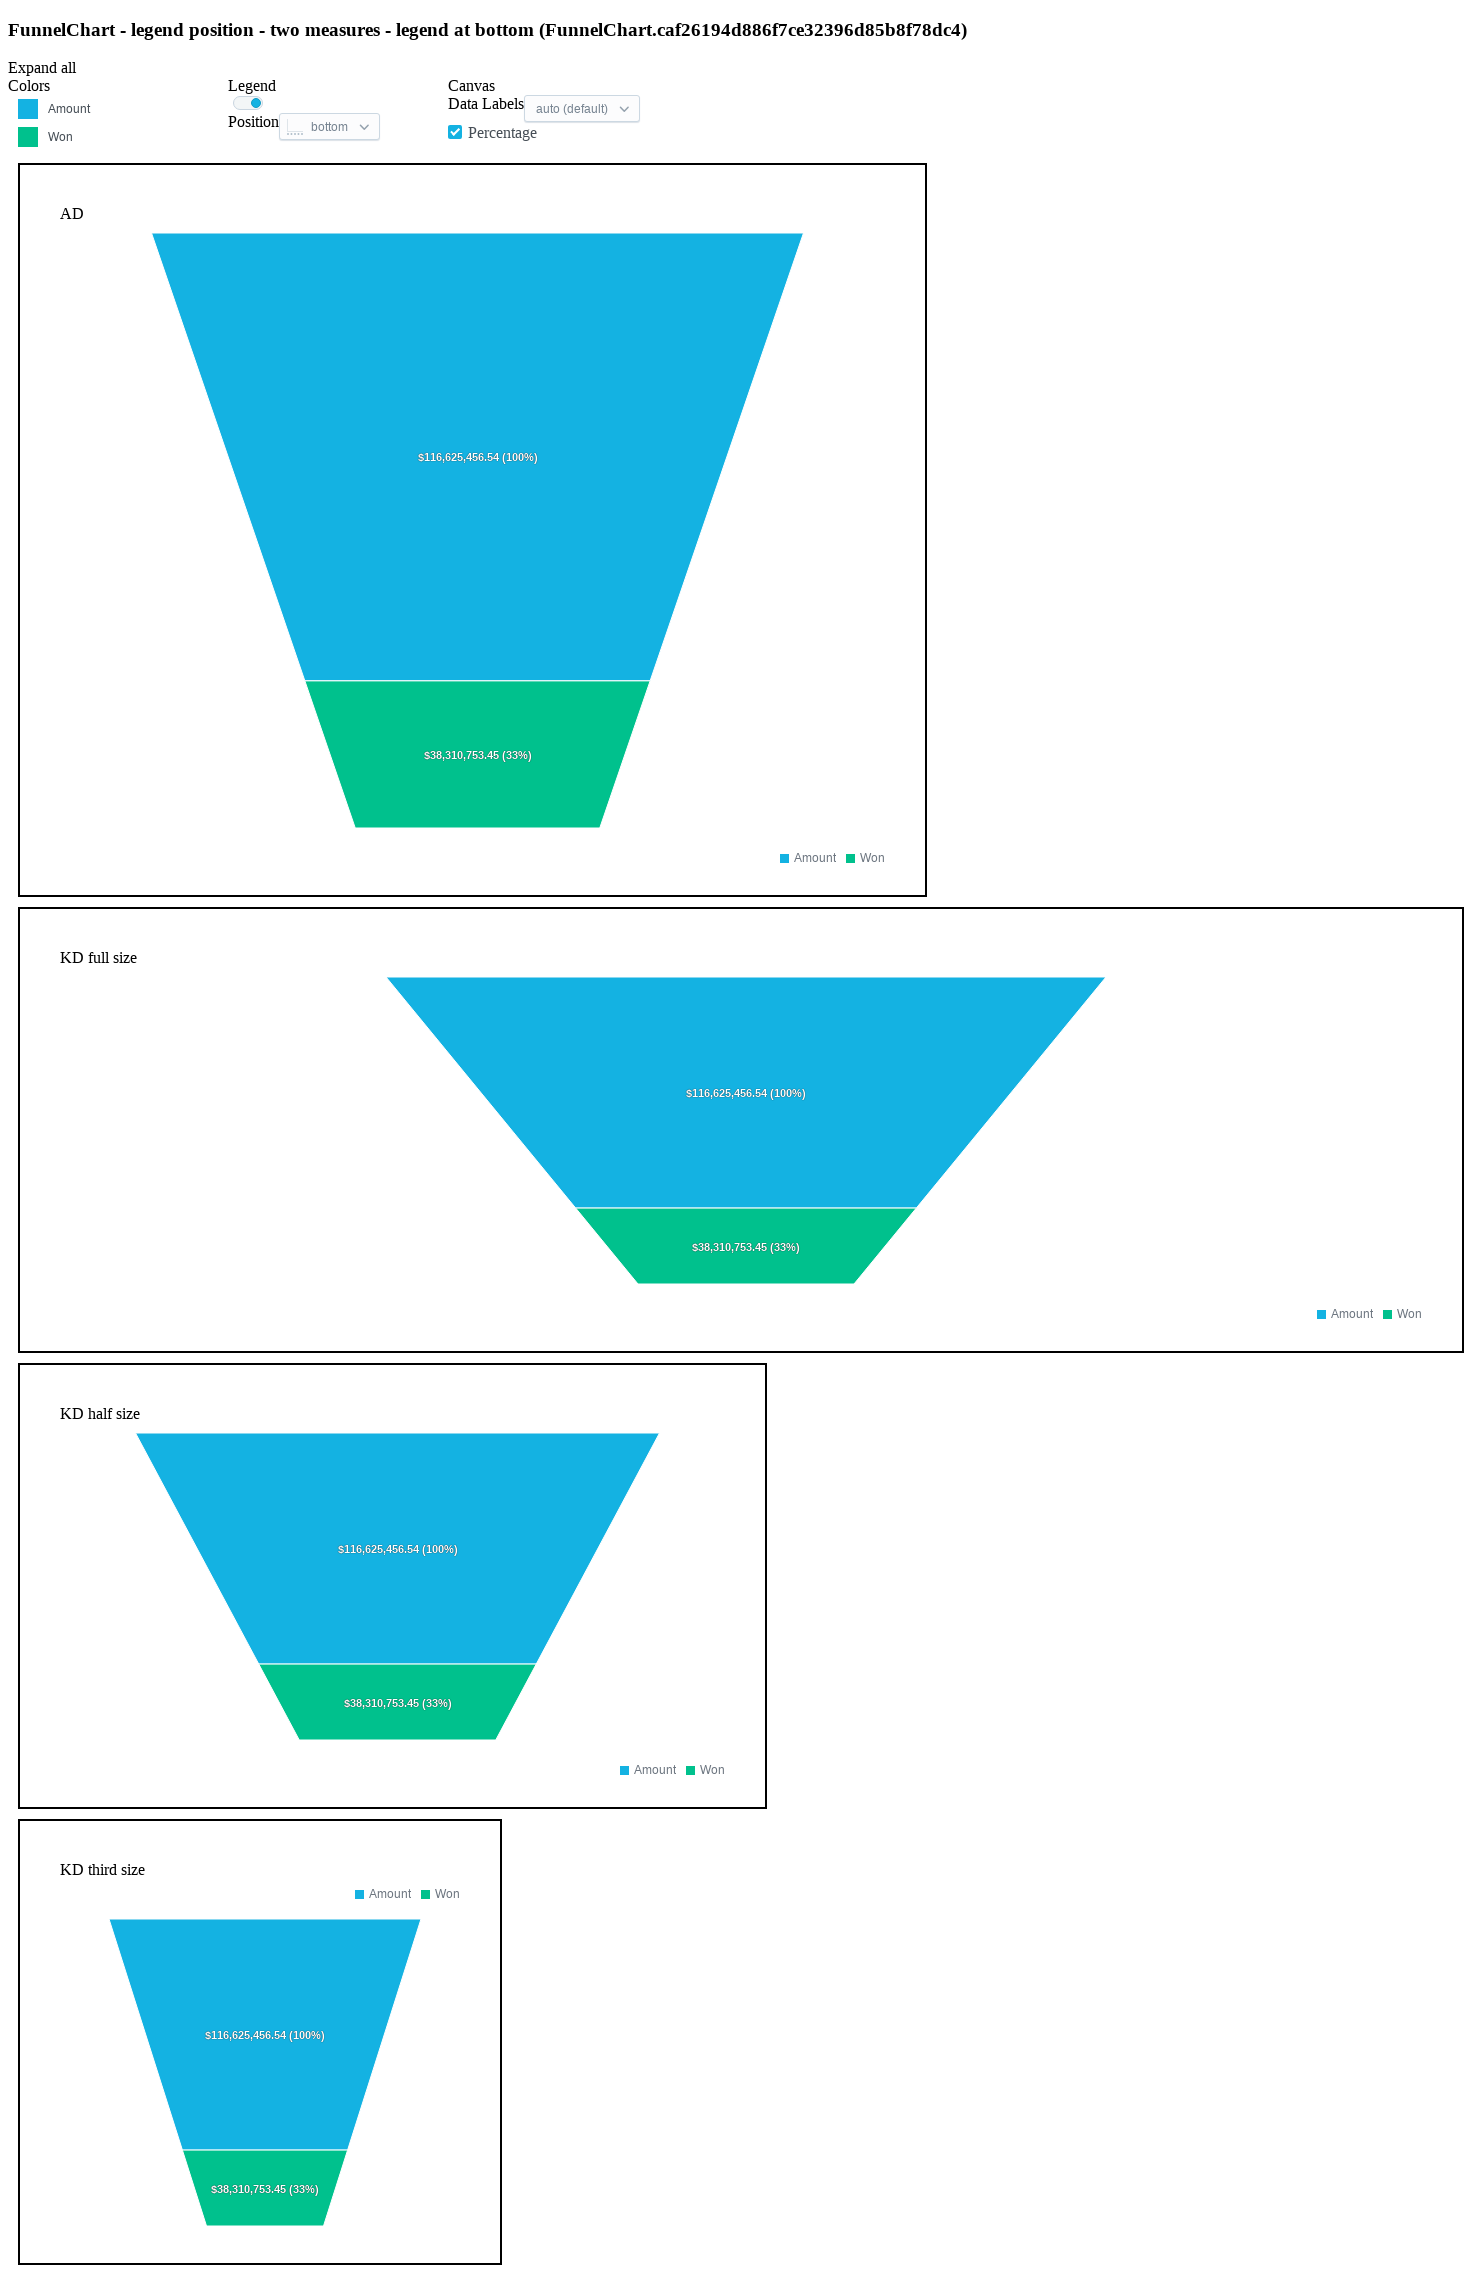 FunnelChart - legend position - two measures - legend at bottom (FunnelChart.caf26194d886f7ce32396d85b8f78dc4)
Expand all
Colors
Amount
Won
Legend
Position
bottom
Canvas
Data Labels
auto (default)
Percentage
AD
$116,625,456.54 (100%)
$38,310,753.45 (33%)
Amount Won
KD full size
$116,625,456.54 (100%)
$38,310,753.45 (33%)
Amount Won
KD half size
$116,625,456.54 (100%)
$38,310,753.45 (33%)
Amount Won
KD third size
Amount Won
$116,625,456.54 (100%)
$38,310,753.45 (33%)